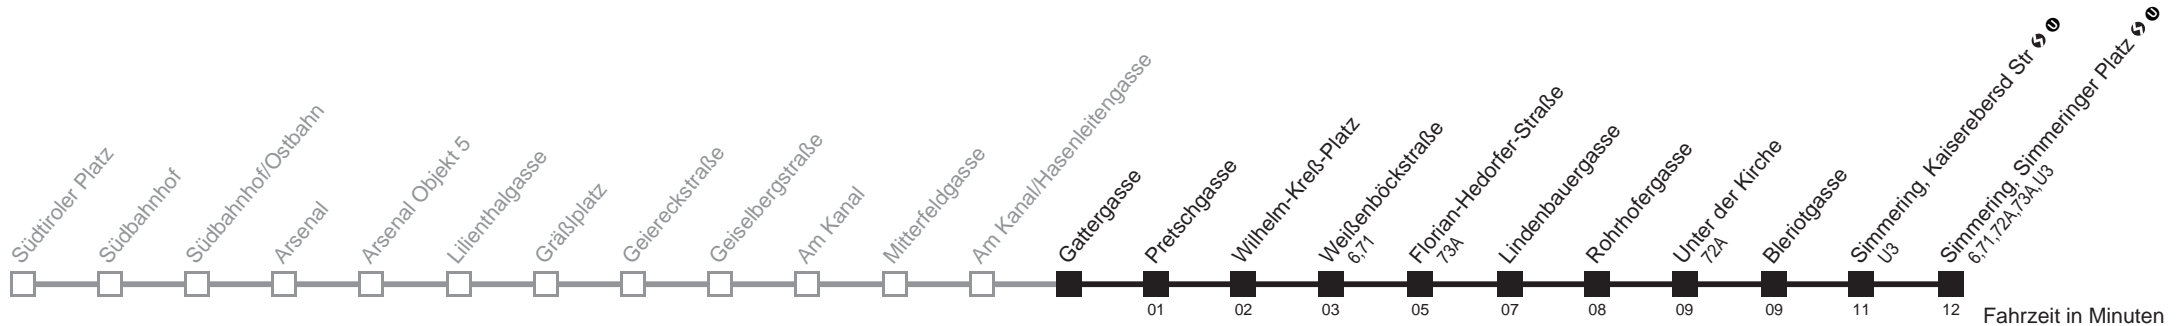 Südtiroler Platz
Südbahnhof
Südbahnhof/Ostbahn
Arsenal
Arsenal Objekt 5
Lilienthalgasse
Gräßlplatz
Geiereckstraße
Geiselbergstraße
Am Kanal
Mitterfeldgasse
Am Kanal/Hasenleitengasse
Gattergasse
Pretschgasse
01
Wilhelm-Kreß-Platz
02
Weißenböckstraße
6,71
03
Florian-Hedorfer-Straße
73A
05
Lindenbauergasse
07
Rohrhofergasse
08
Unter der Kirche
72A
09
Bleriotgasse
09
Simmering, Kaiserebersd Str S U
U3
11
Simmering, Simmeringer Platz S U
6,71,72A,73A,U3
12
Fahrzeit in Minuten